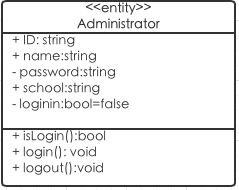 <<entity>>
Administrator
+ ID: string
+ name:string
- password:string
+ school:string
- loginin:bool=false
+ isLogin():bool
+ login(): void
+ logout():void